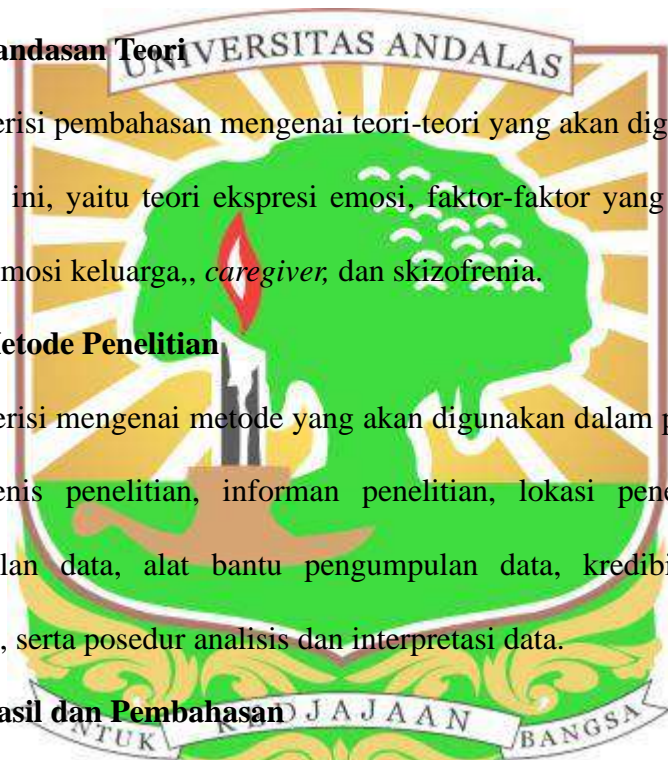 andasan Teori
UNIVERSITAS ANDALAS
erisi pembahasan mengenai teori-teori yang akan dig
ini, yaitu teori ekspresi emosi, faktor-faktor yang
mosi keluarga,, caregiver, dan skizofrenia.
etode Penelitian
erisi mengenai metode yang akan digunakan dalam p
enis penelitian, informan penelitian, lokasi pene
lan data, alat bantu pengumpulan data, kredibi
, serta posedur analisis dan interpretasi data.
asil dan Pembahasan
UNTUK KEDJAJAAN BANGSA